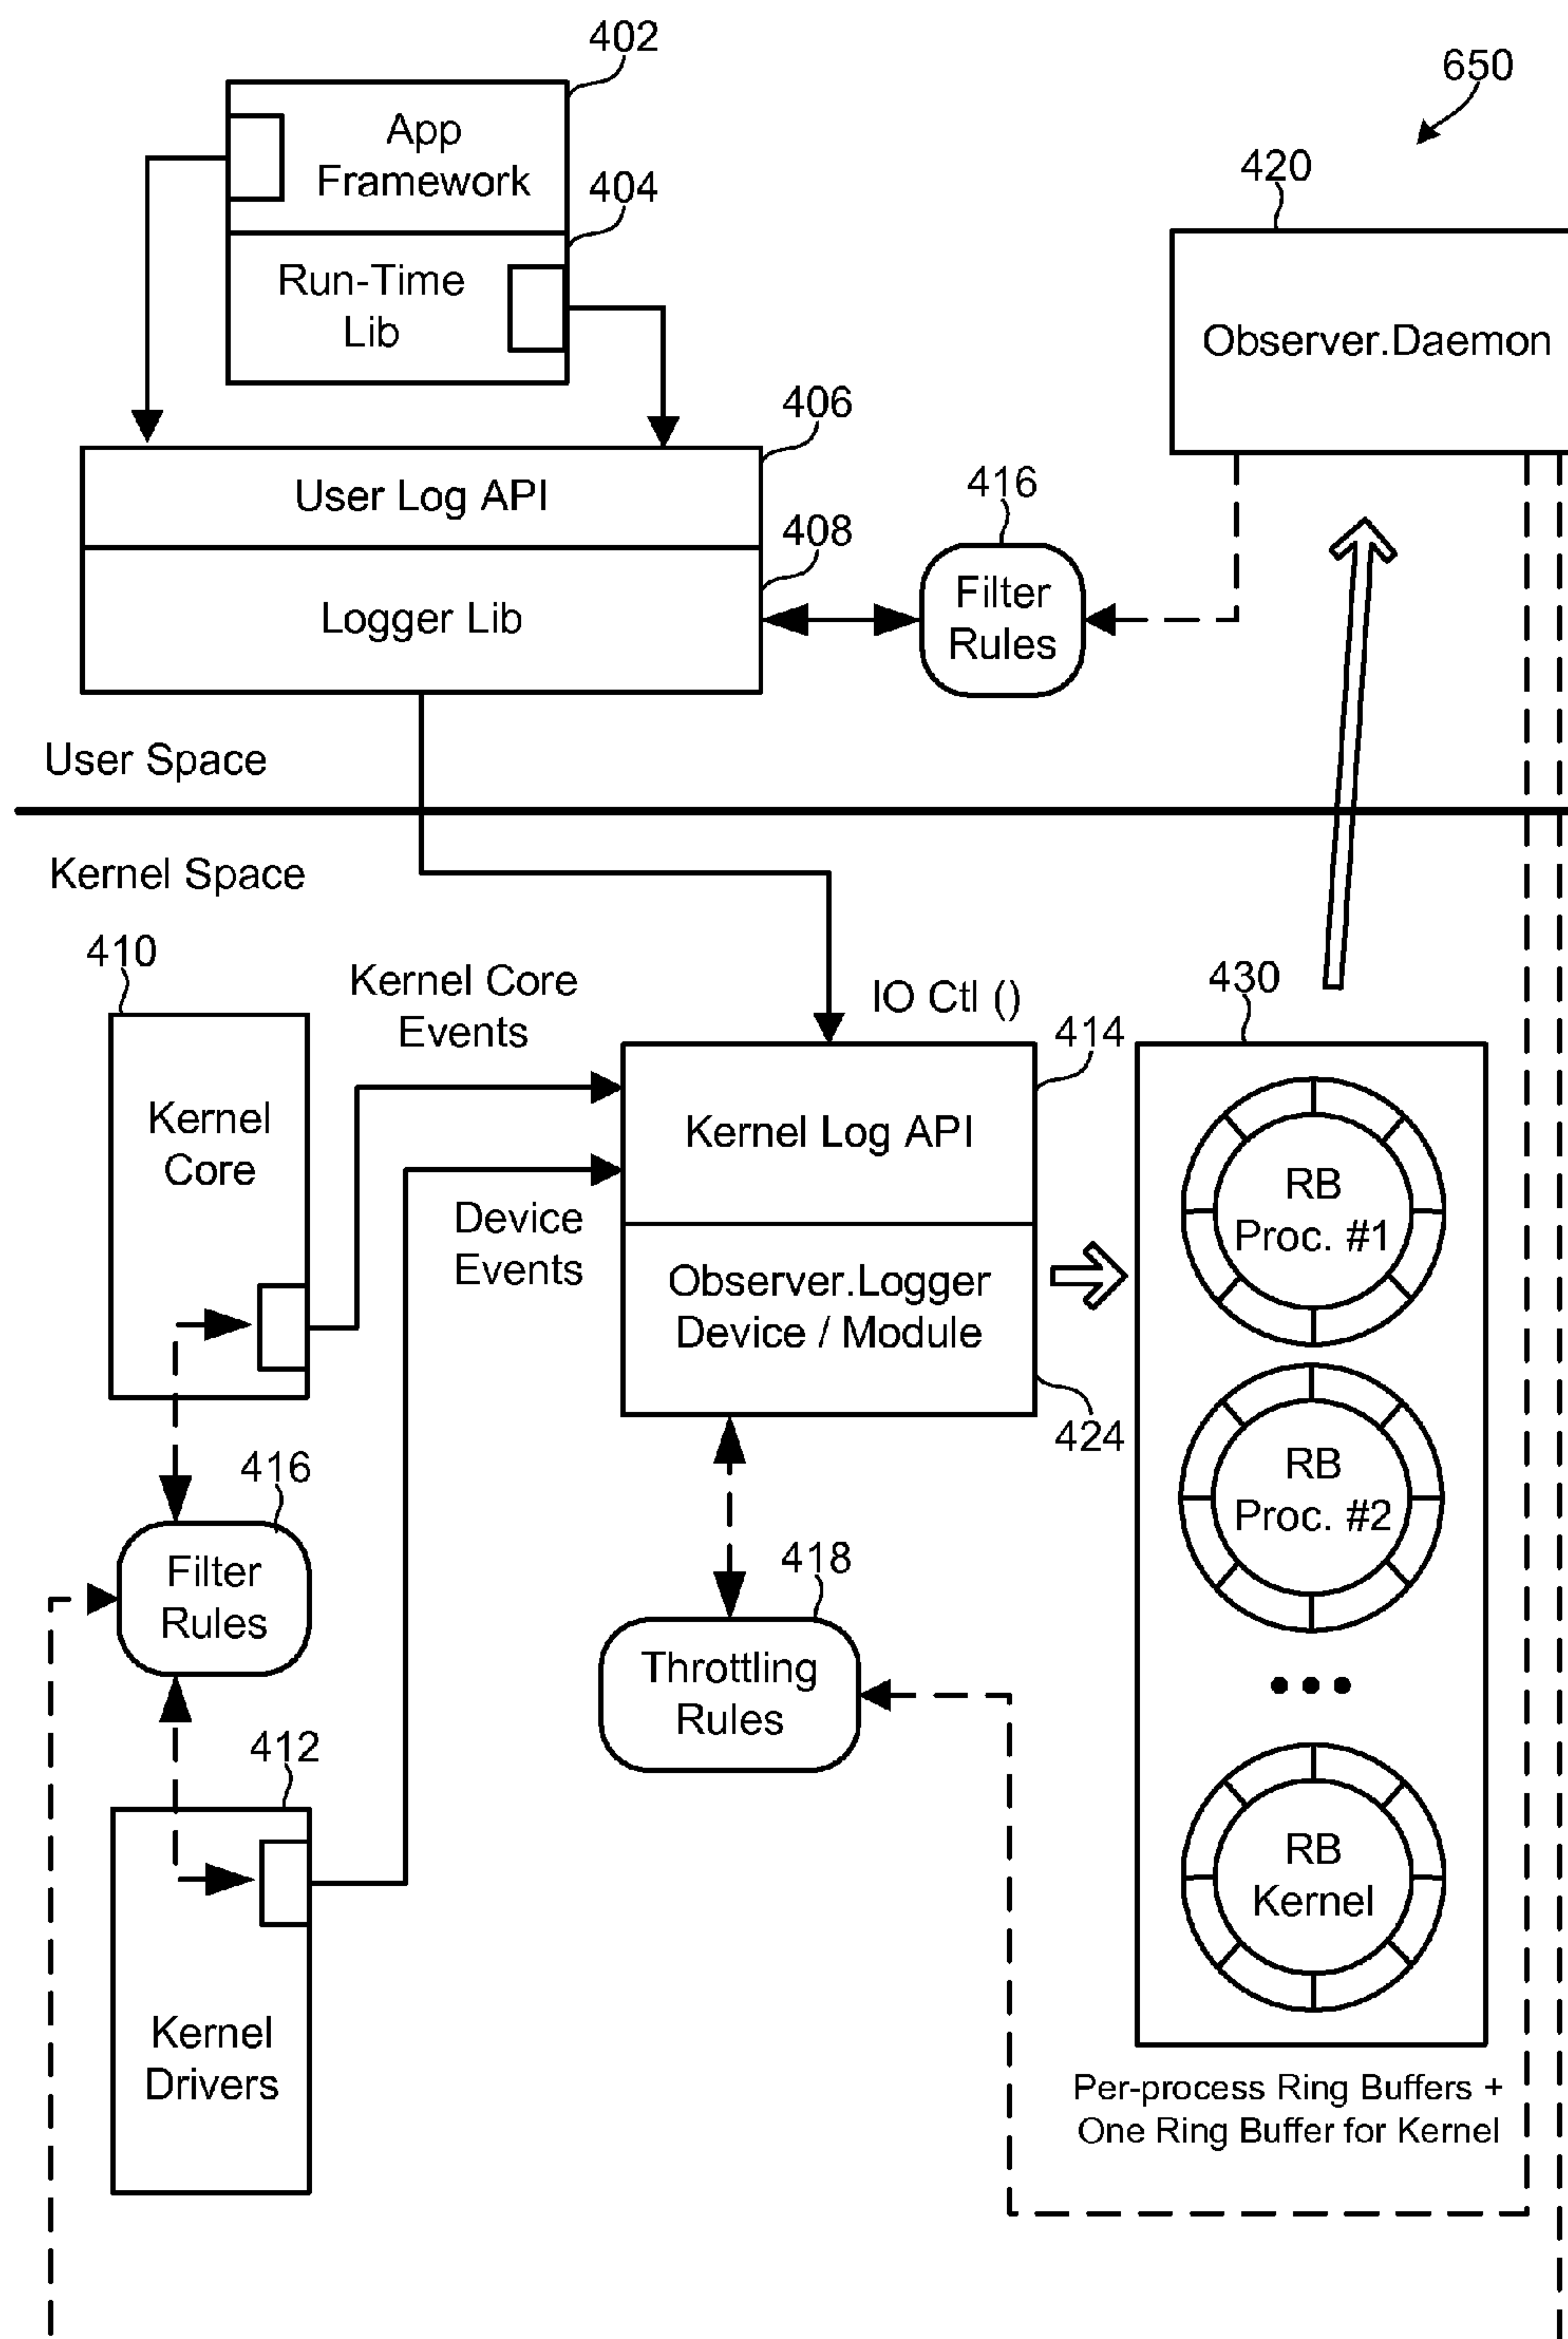 402
650
App
Framework
404
420
Run-Time
Lib
Observer.Daemon
406
User Log API
416
408
Filter
Rules
Logger Lib
User Space
Kernel Space
410
Kernel Core
Events
IO Ctl ()
430
414
Kernel
Core
Kernel Log API
RB
Proc. #1
Device
Events
Observer.Logger
Device / Module
424
416
RB
Proc. #2
Filter
Rules
418
Throttling
Rules
412
RB
Kernel
Kernel
Drivers
Per-process Ring Buffers +
One Ring Buffer for Kernel